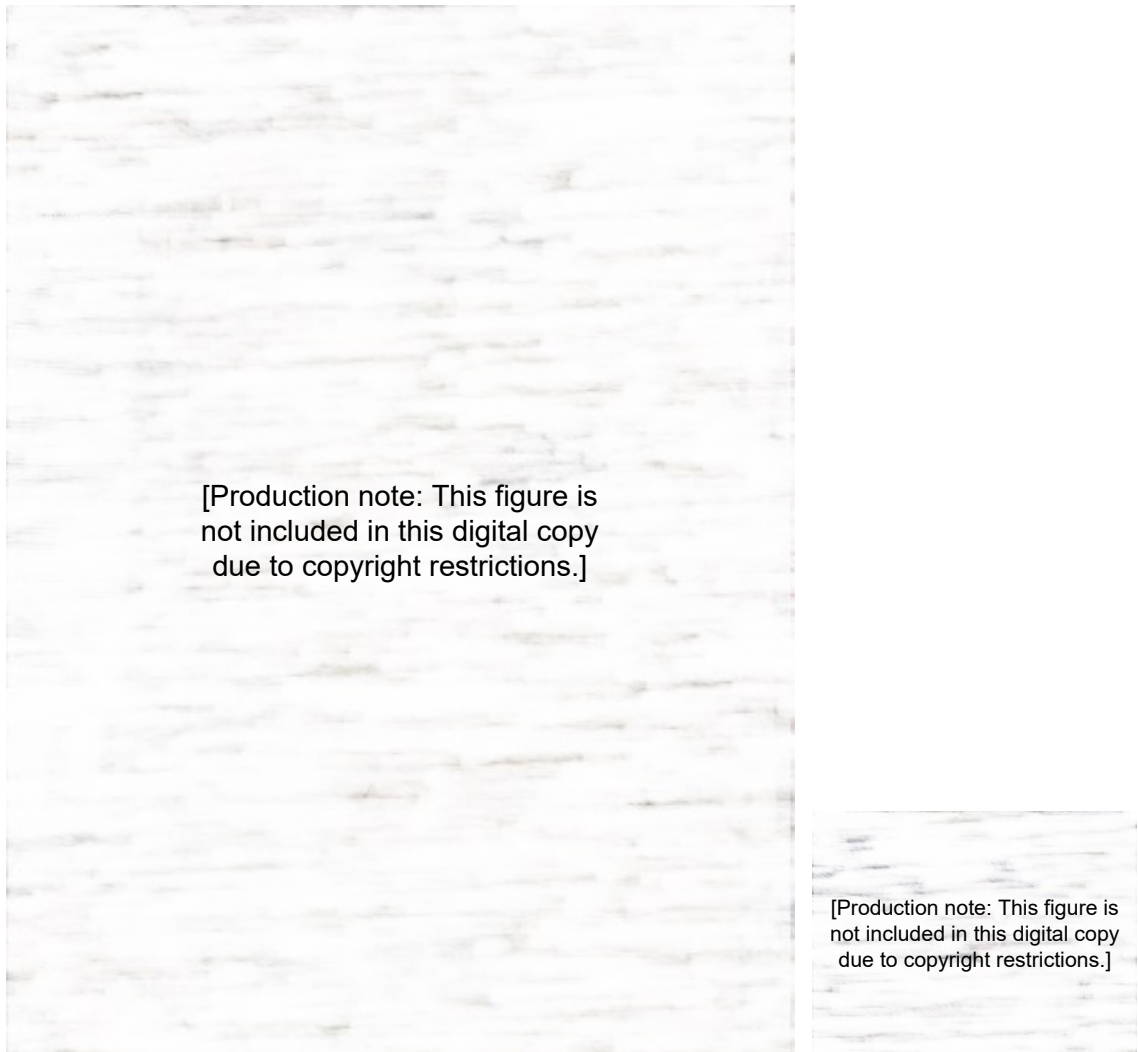 [Production note: This figure is
not included in this digital copy
due to copyright restrictions.]
[Production note: This figure is
not included in this digital copy
due to copyright restrictions.]